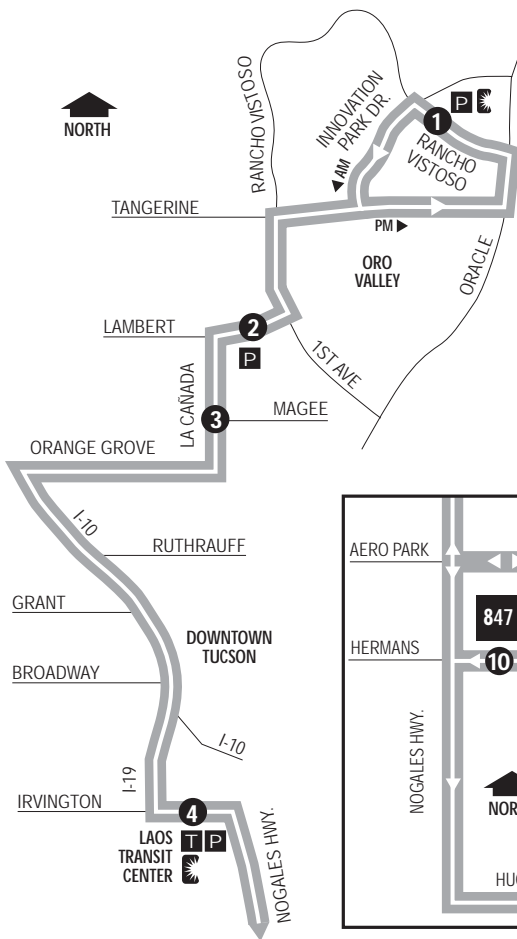 NORTH
RANCHO VISTOSO
INNOVATION
PARK DR.
P
1
RANCHO
VISTOSO
AM
TANGERINE
PM
ORO
VALLEY
ORACLE
LAMBERT
2
P
1ST AVE
LA CAÑADA
3
MAGEE
ORANGE GROVE
I-10
RUTHRAUFF
GRANT
DOWNTOWN
TUCSON
BROADWAY
I-10
I-19
IRVINGTON
4
LAOS
TRANSIT
CENTER
T P
NOGALES HWY.
AERO PARK
847
HERMANS
10
NOGALES HWY.
NOR
HU